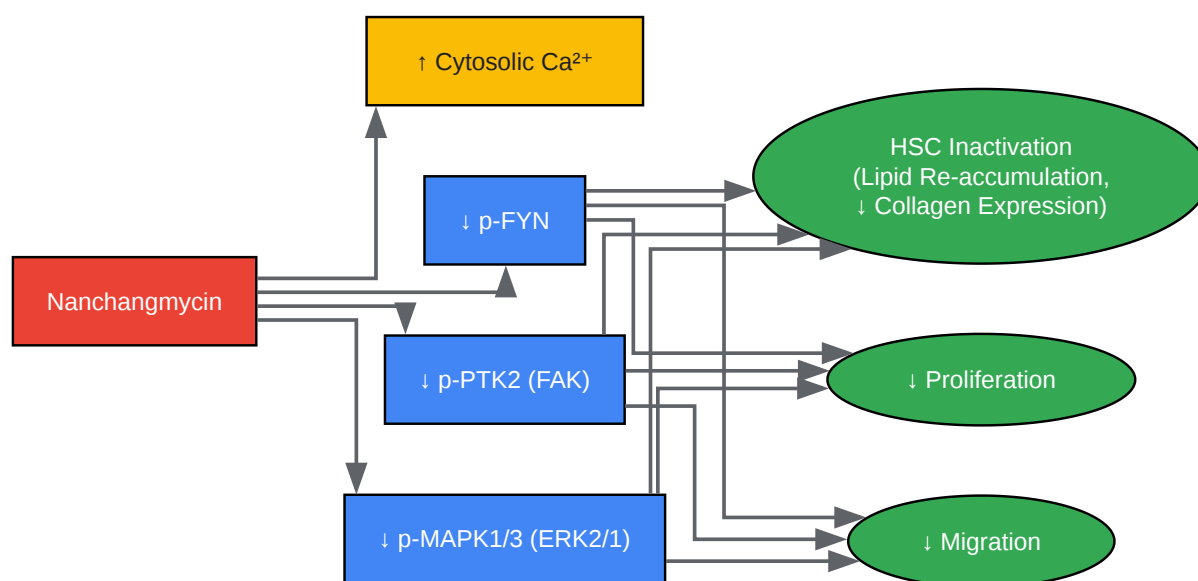 ↑ Cytosolic Ca²⁺
HSC Inactivation
(Lipid Re-accumulation,
↓ Collagen Expression)
↓ p-FYN
Nanchangmycin
↓ p-PTK2 (FAK)
↓ Proliferation
↓ p-MAPK1/3 (ERK2/1)
↓ Migration